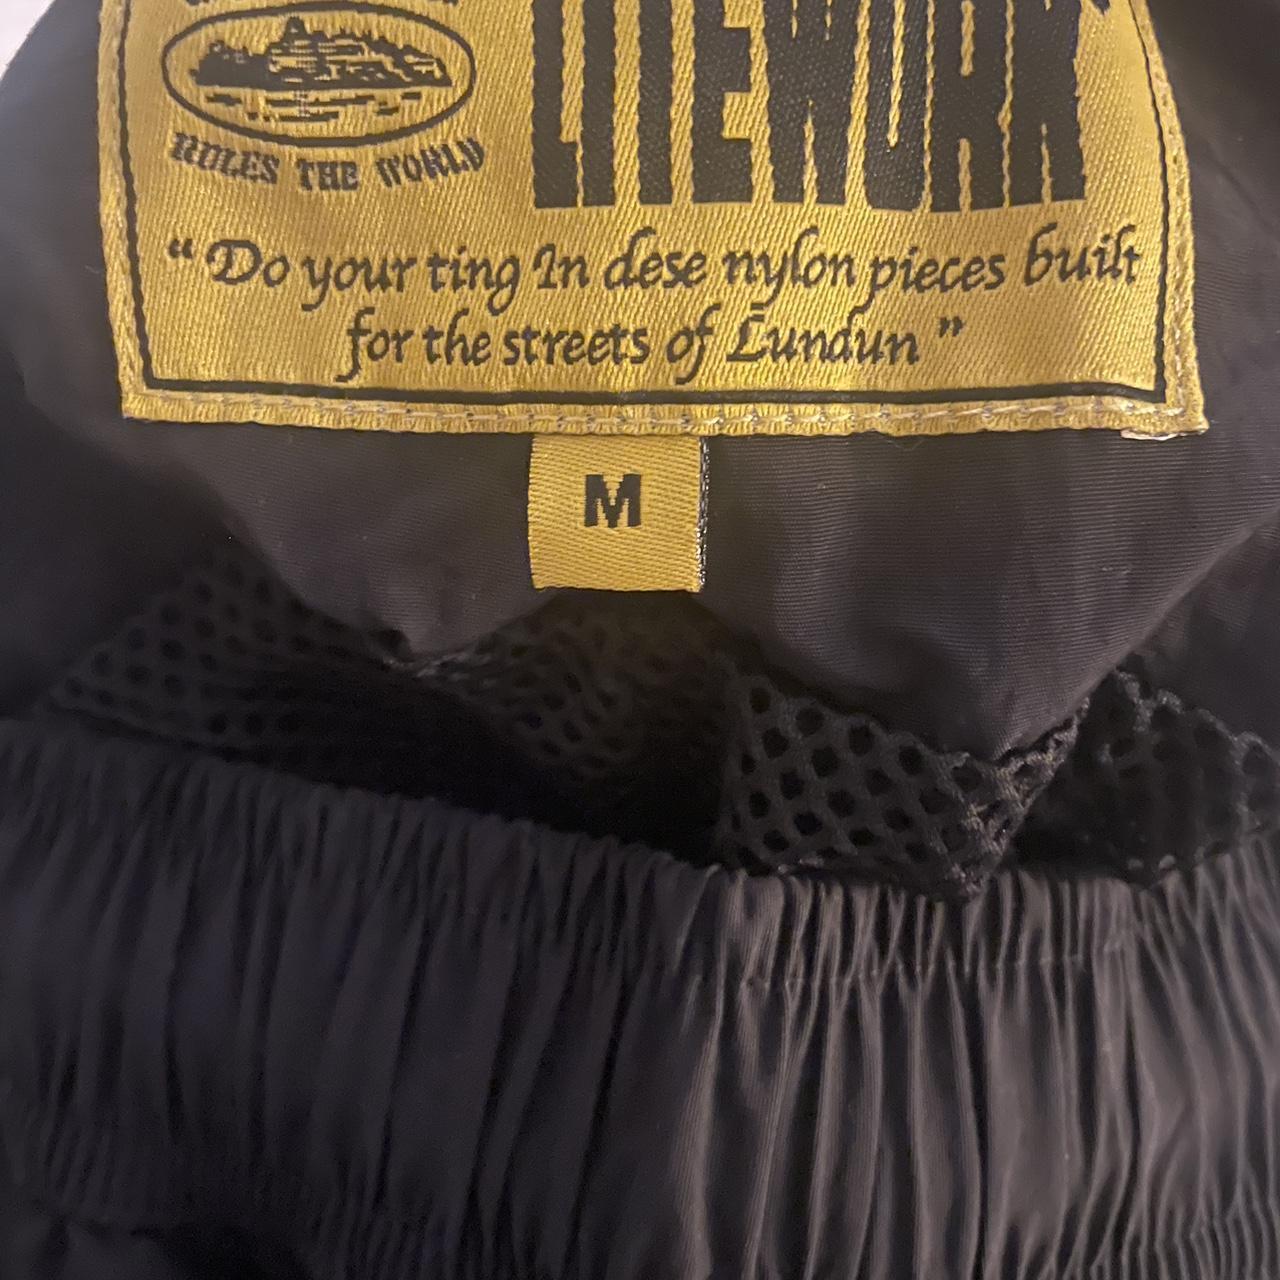 LITEWORK
RULES THE WORLD
“Do your ting In dese nylon pieces built
for the streets of Lundun”
M